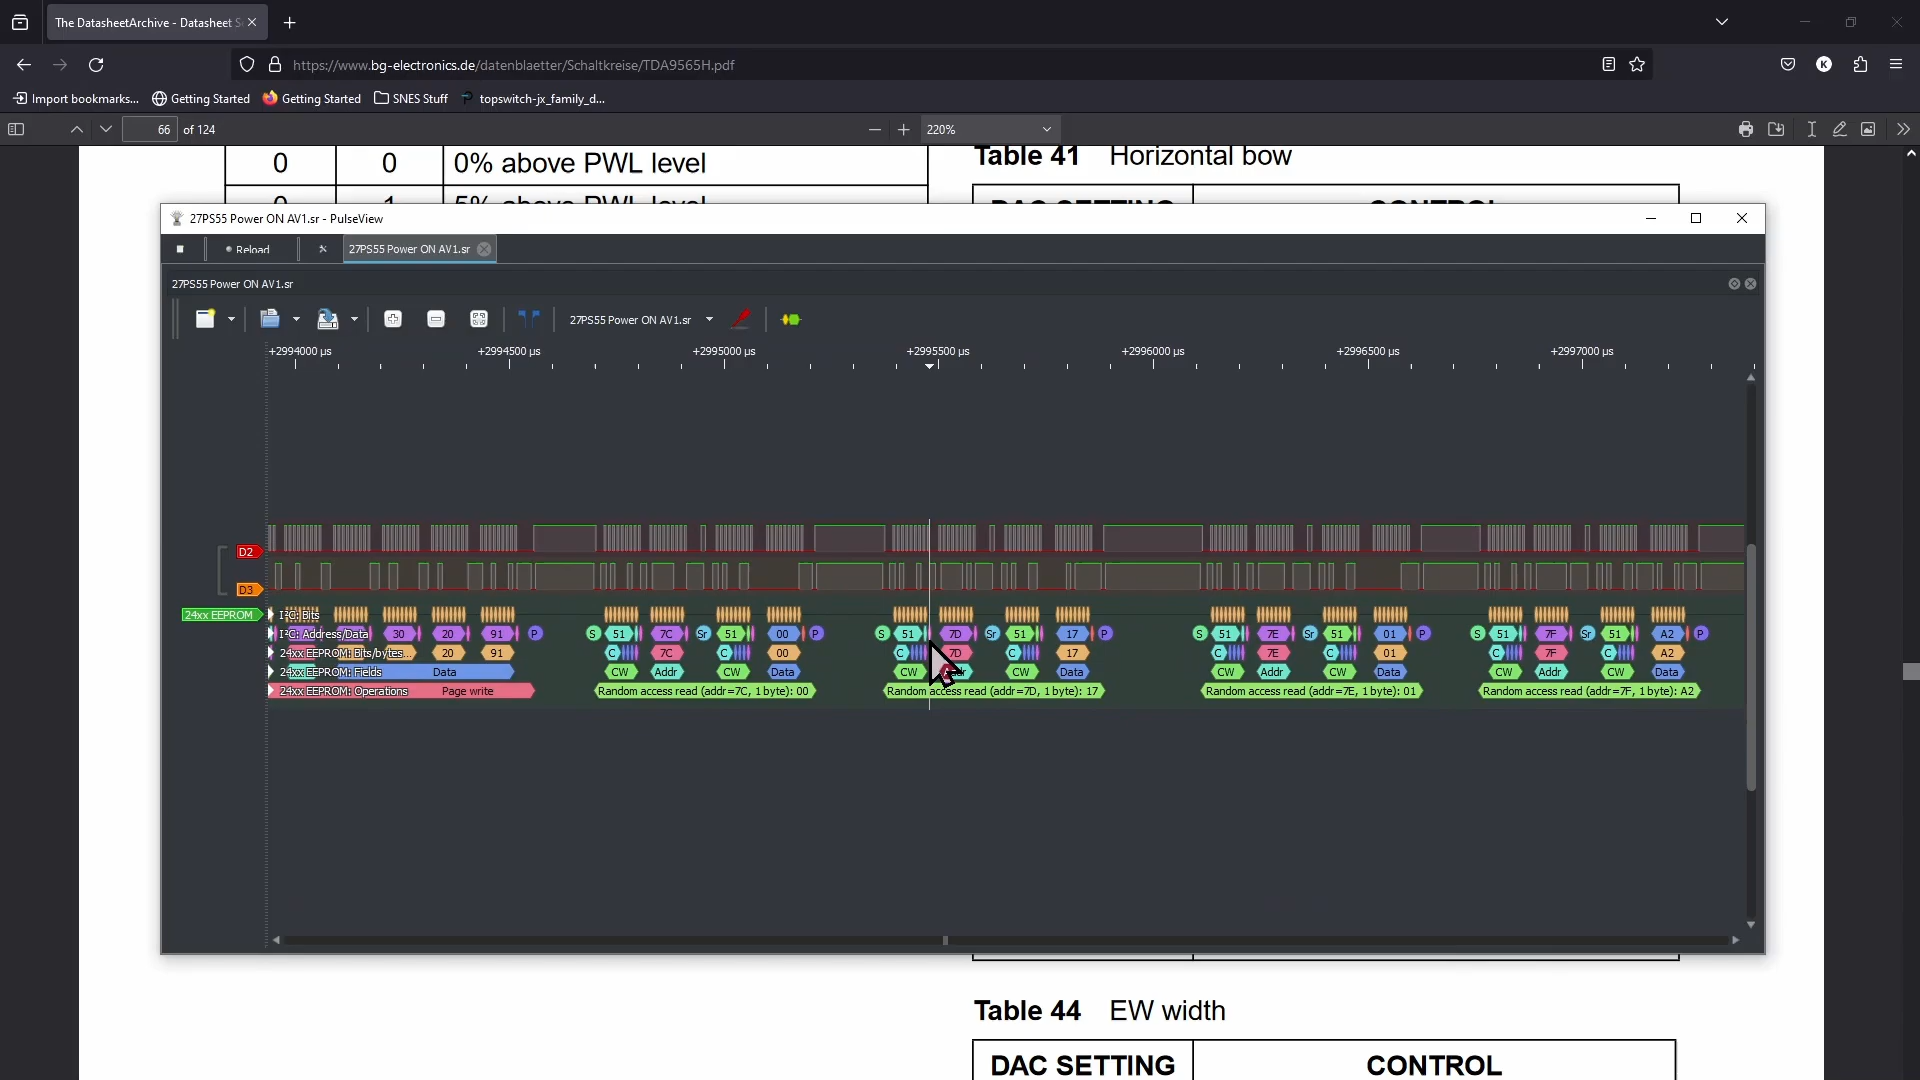 The DatasheetArchive - Datasheet S
https://www.bg-electronics.de/datenblaetter/Schaltkreise/TDA9565H.pdf
K
Import bookmarks... Getting Started Getting Started SNES Stuff topswitch-jx_family_d...
66 of 124 220%
0 0 0% above PWL level
Table 41 Horizontal bow
0 1 5% above PWL level
DAC SETTING CONTROL
27PS55 Power ON AV1.sr - PulseView
Reload 27PS55 Power ON AV1.sr
27PS55 Power ON AV1.sr
27PS55 Power ON AV1.sr
+2994000 µs +2994500 µs +2995000 µs +2995500 µs +2996000 µs +2996500 µs +2997000 µs
D2
D3
24xx EEPROM I²C: Bits
I²C: Address/Data 30 20 91 P S 51 7C Sr 51 00 P S 51 7D Sr 51 17 P S 51 7E Sr 51 01 P S 51 7F Sr 51 A2 P
24xx EEPROM: Bits/bytes... 20 91 C 7C C 00 C 7D C 17 C 7E C 01 C 7F C A2
24xx EEPROM: Fields Data CW Addr CW Data CW CW Data CW Addr CW Data CW Addr CW Data
24xx EEPROM: Operations Page write Random access read (addr=7C, 1 byte): 00 Random access read (addr=7D, 1 byte): 17 Random access read (addr=7E, 1 byte): 01 Random access read (addr=7F, 1 byte): A2
Table 44 EW width
DAC SETTING CONTROL